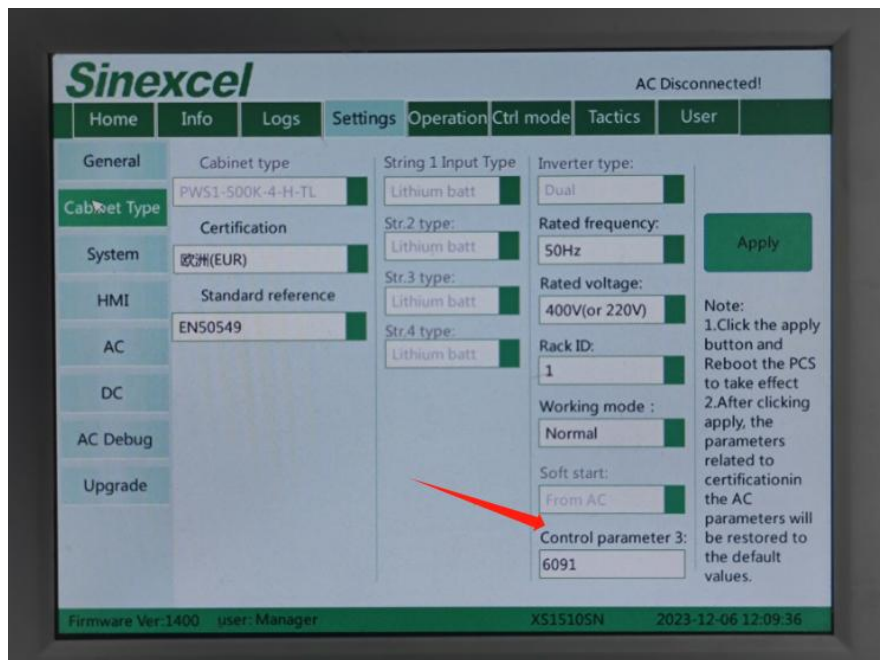 Sinexcel
AC Disconnected!
Home Info Logs Settings Operation Ctrl mode Tactics User
General
Cabinet Type
System
HMI
AC
DC
AC Debug
Upgrade
Cabinet type
PWS1-500K-4-H-TL
Certification
欧洲(EUR)
Standard reference
EN50549
String 1 Input Type
Lithium batt
Str.2 type:
Lithium batt
Str.3 type:
Lithium batt
Str.4 type:
Lithium batt
Inverter type:
Dual
Rated frequency:
50Hz
Rated voltage:
400V(or 220V)
Rack ID:
1
Working mode :
Normal
Soft start:
From AC
Control parameter 3:
6091
Apply
Note:
1.Click the apply
button and
Reboot the PCS
to take effect
2.After clicking
apply, the
parameters
related to
certificationin
the AC
parameters will
be restored to
the default
values.
Firmware Ver:1400 user: Manager XS1510SN 2023-12-06 12:09:36